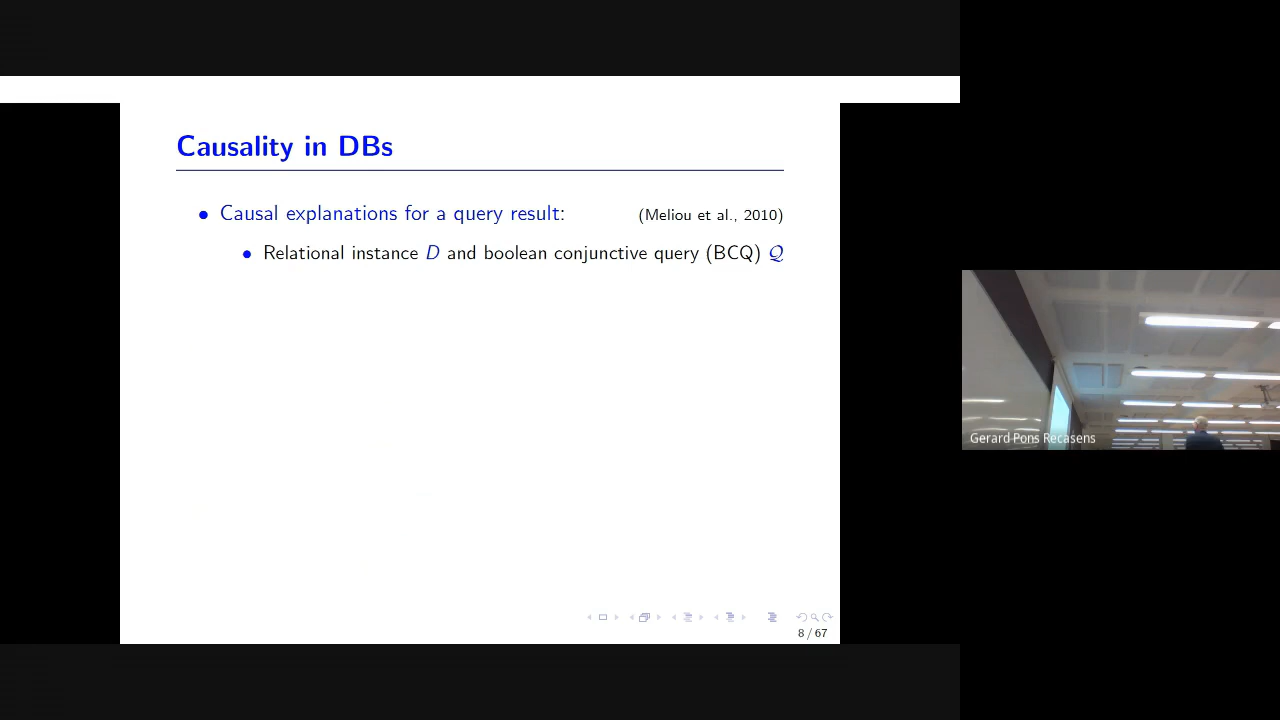 Causality in DBs
• Causal explanations for a query result: (Meliou et al., 2010)
• Relational instance D and boolean conjunctive query (BCQ) Q
8 / 67
Gerard Pons Recasens